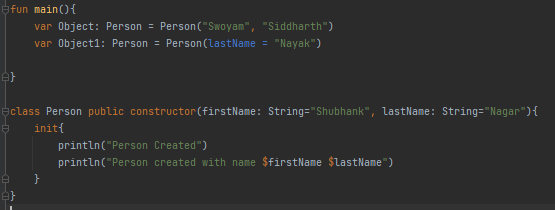 fun main(){
    var Object: Person = Person("Swoyam", "Siddharth")
    var Object1: Person = Person(lastName = "Nayak")
}
class Person public constructor(firstName: String="Shubhank", lastName: String="Nagar"){
    init{
        println("Person Created")
        println("Person created with name $firstName $lastName")
    }
}